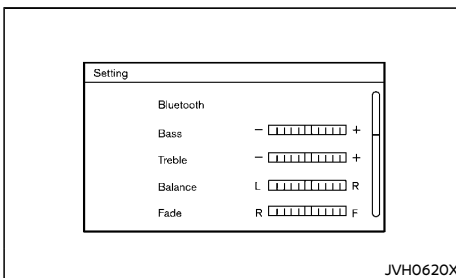 Setting
Bluetooth
Bass - +
Treble - +
Balance L R
Fade R F
JVH0620X